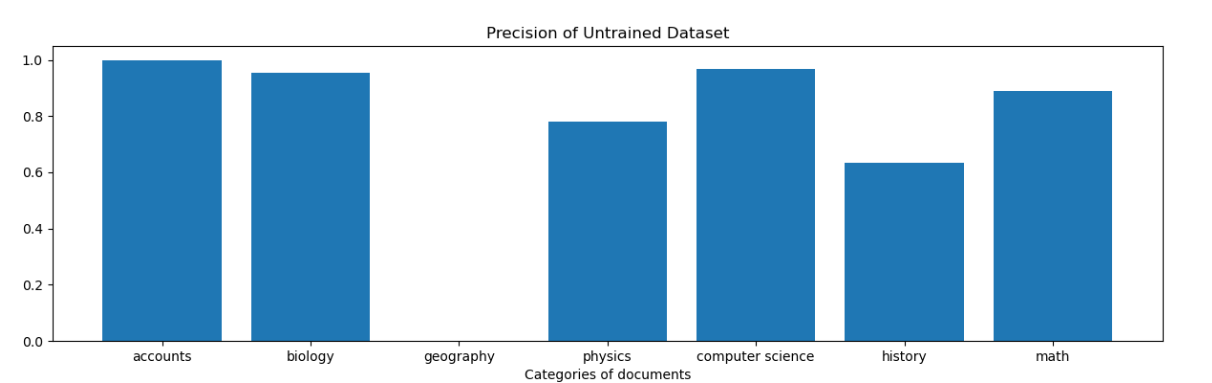 Precision of Untrained Dataset
1.0
0.8
0.6
0.4
0.2
0.0
accounts biology geography physics computer science history math
Categories of documents